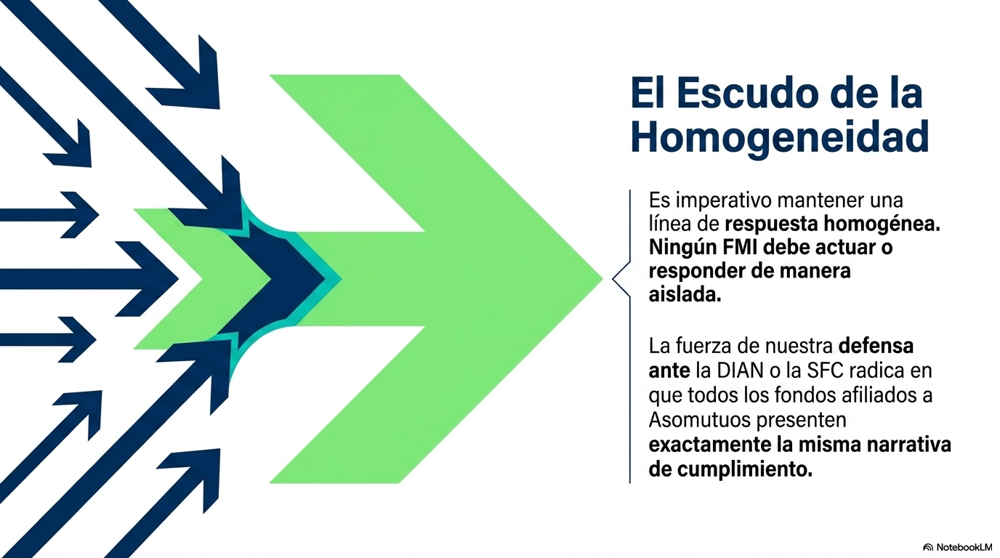 El Escudo de la
Homogeneidad
Es imperativo mantener una
línea de respuesta homogénea.
Ningún FMI debe actuar o
responder de manera
aislada.
La fuerza de nuestra defensa
ante la DIAN o la SFC radica en
que todos los fondos afiliados a
Asomutuos presenten
exactamente la misma narrativa
de cumplimiento.
NotebookLM